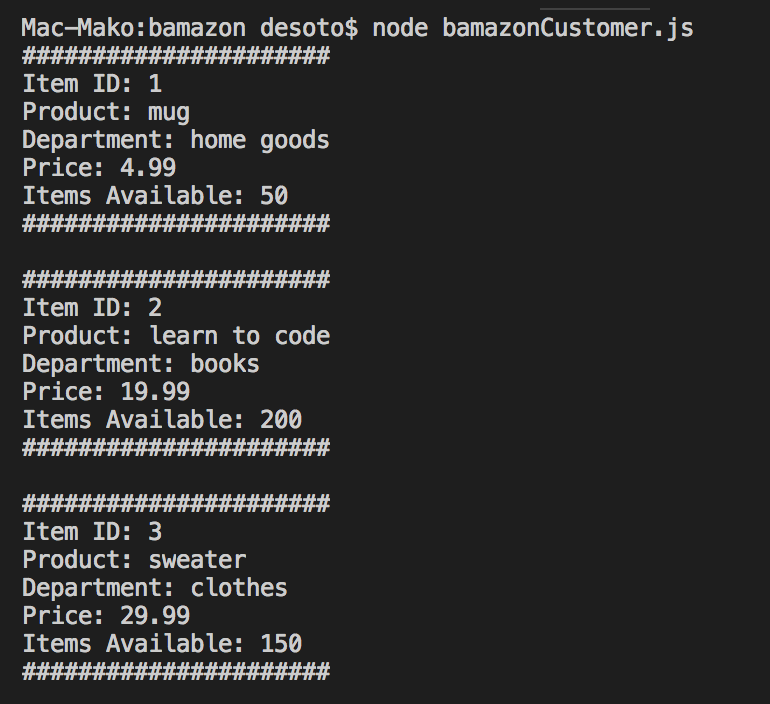 Mac-Mako:bamazon desoto$ node bamazonCustomer.js
######################
Item ID: 1
Product: mug
Department: home goods
Price: 4.99
Items Available: 50
######################

######################
Item ID: 2
Product: learn to code
Department: books
Price: 19.99
Items Available: 200
######################

######################
Item ID: 3
Product: sweater
Department: clothes
Price: 29.99
Items Available: 150
######################